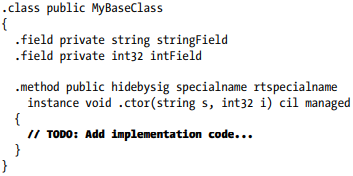 .class public MyBaseClass
{
.field private string stringField
.field private int32 intField
.method public hidebysig specialname rtspecialname
instance void .ctor(string s, int32 i) cil managed
{
// TODO: Add implementation code...
}
}